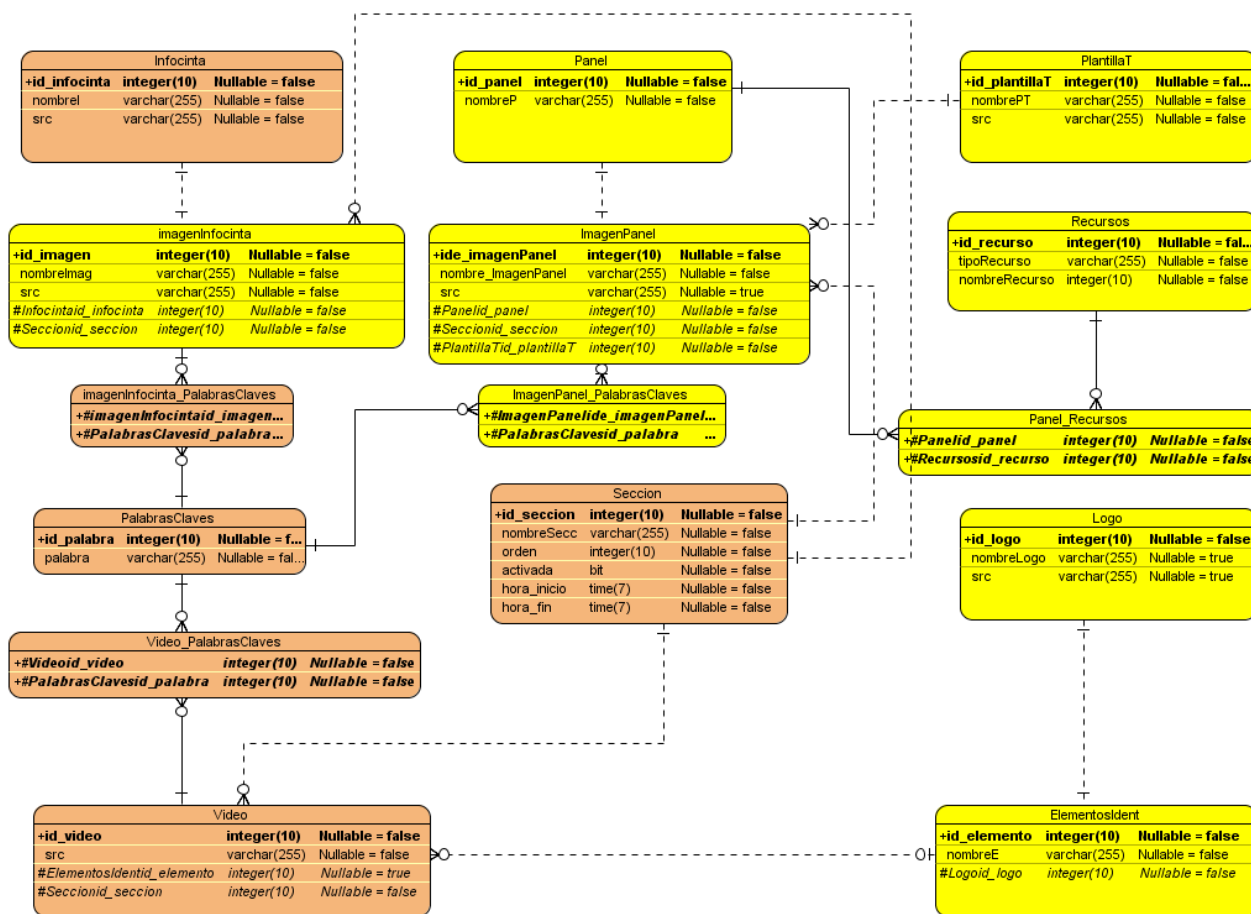 Infocinta
+id_infocinta integer(10) Nullable = false
nombreI varchar(255) Nullable = false
src varchar(255) Nullable = false
Panel
+id_panel integer(10) Nullable = false
nombreP varchar(255) Nullable = false
PlantillaT
+id_plantillaT integer(10) Nullable = fal...
nombrePT varchar(255) Nullable = false
src varchar(255) Nullable = false
imagenInfocinta
+id_imagen integer(10) Nullable = false
nombreImag varchar(255) Nullable = false
src varchar(255) Nullable = false
#Infocintaid_infocinta integer(10) Nullable = false
#Seccionid_seccion integer(10) Nullable = false
ImagenPanel
+ide_imagenPanel integer(10) Nullable = false
nombre_ImagenPanel varchar(255) Nullable = false
src varchar(255) Nullable = true
#Panelid_panel integer(10) Nullable = false
#Seccionid_seccion integer(10) Nullable = false
#PlantillaTid_plantillaT integer(10) Nullable = false
Recursos
+id_recurso integer(10) Nullable = fal...
tipoRecurso varchar(255) Nullable = false
nombreRecurso integer(10) Nullable = false
imagenInfocinta_PalabrasClaves
+#imagenInfocintaid_imagen...
+#PalabrasClavesid_palabra...
ImagenPanel_PalabrasClaves
+#ImagenPanelide_imagenPanel...
+#PalabrasClavesid_palabra ...
Panel_Recursos
+#Panelid_panel integer(10) Nullable = false
+#Recursosid_recurso integer(10) Nullable = false
PalabrasClaves
+id_palabra integer(10) Nullable = f...
palabra varchar(255) Nullable = fal...
Seccion
+id_seccion integer(10) Nullable = false
nombreSecc varchar(255) Nullable = false
orden integer(10) Nullable = false
activada bit Nullable = false
hora_inicio time(7) Nullable = false
hora_fin time(7) Nullable = false
Logo
+id_logo integer(10) Nullable = false
nombreLogo varchar(255) Nullable = true
src varchar(255) Nullable = true
Video_PalabrasClaves
+#Videoid_video integer(10) Nullable = false
+#PalabrasClavesid_palabra integer(10) Nullable = false
Video
+id_video integer(10) Nullable = false
src varchar(255) Nullable = false
#ElementosIdentid_elemento integer(10) Nullable = true
#Seccionid_seccion integer(10) Nullable = false
ElementosIdent
+id_elemento integer(10) Nullable = false
nombreE varchar(255) Nullable = false
#Logoid_logo integer(10) Nullable = false